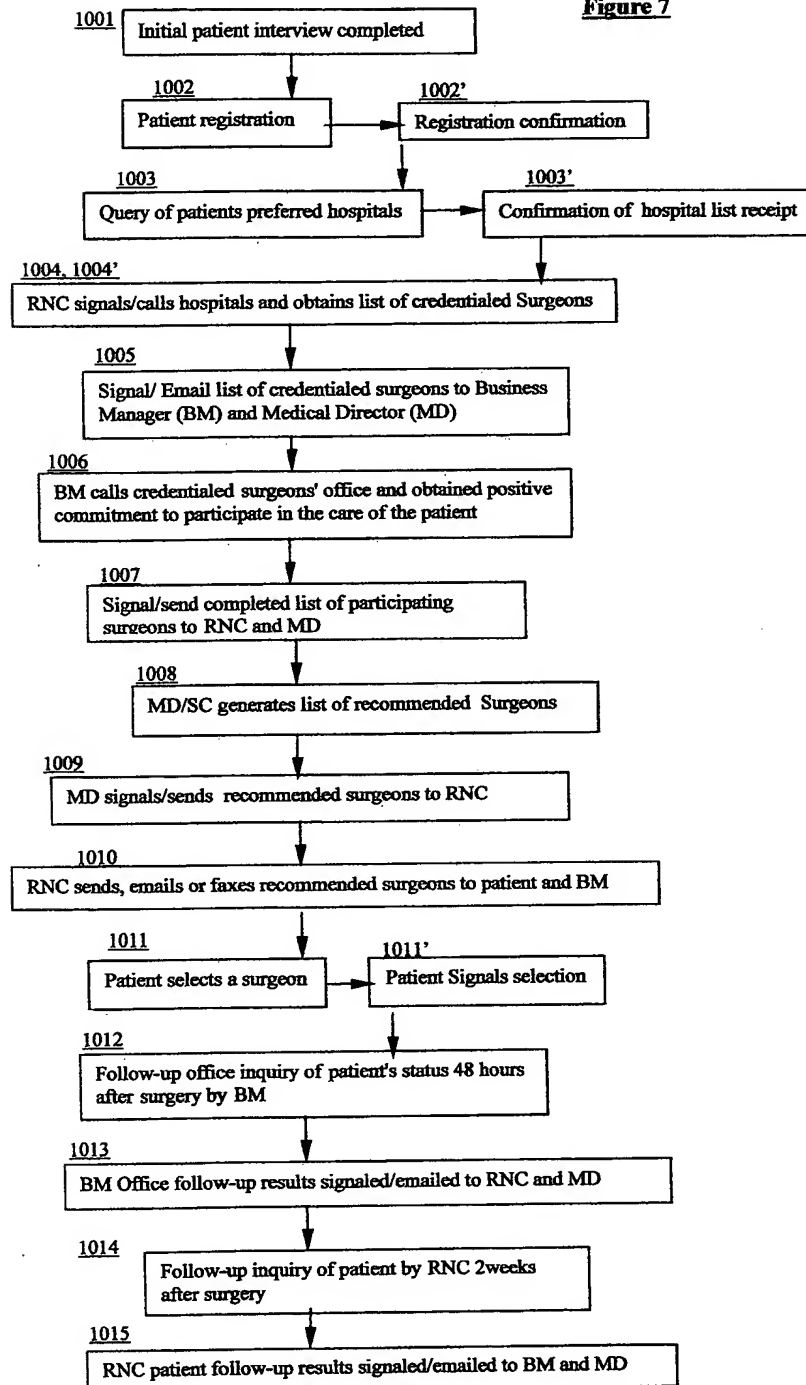 Figure 7
1001
Initial patient interview completed
1002
1002'
Patient registration
Registration confirmation
1003
1003'
Query of patients preferred hospitals
Confirmation of hospital list receipt
1004, 1004'
RNC signals/calls hospitals and obtains list of credentialed Surgeons
1005
Signal/ Email list of credentialed surgeons to Business
Manager (BM) and Medical Director (MD)
1006
BM calls credentialed surgeons' office and obtained positive
commitment to participate in the care of the patient
1007
Signal/send completed list of participating
surgeons to RNC and MD
1008
MD/SC generates list of recommended Surgeons
1009
MD signals/sends recommended surgeons to RNC
1010
RNC sends, emails or faxes recommended surgeons to patient and BM
1011
1011'
Patient selects a surgeon
Patient Signals selection
1012
Follow-up office inquiry of patient's status 48 hours
after surgery by BM
1013
BM Office follow-up results signaled/emailed to RNC and MD
1014
Follow-up inquiry of patient by RNC 2weeks
after surgery
1015
RNC patient follow-up results signaled/emailed to BM and MD